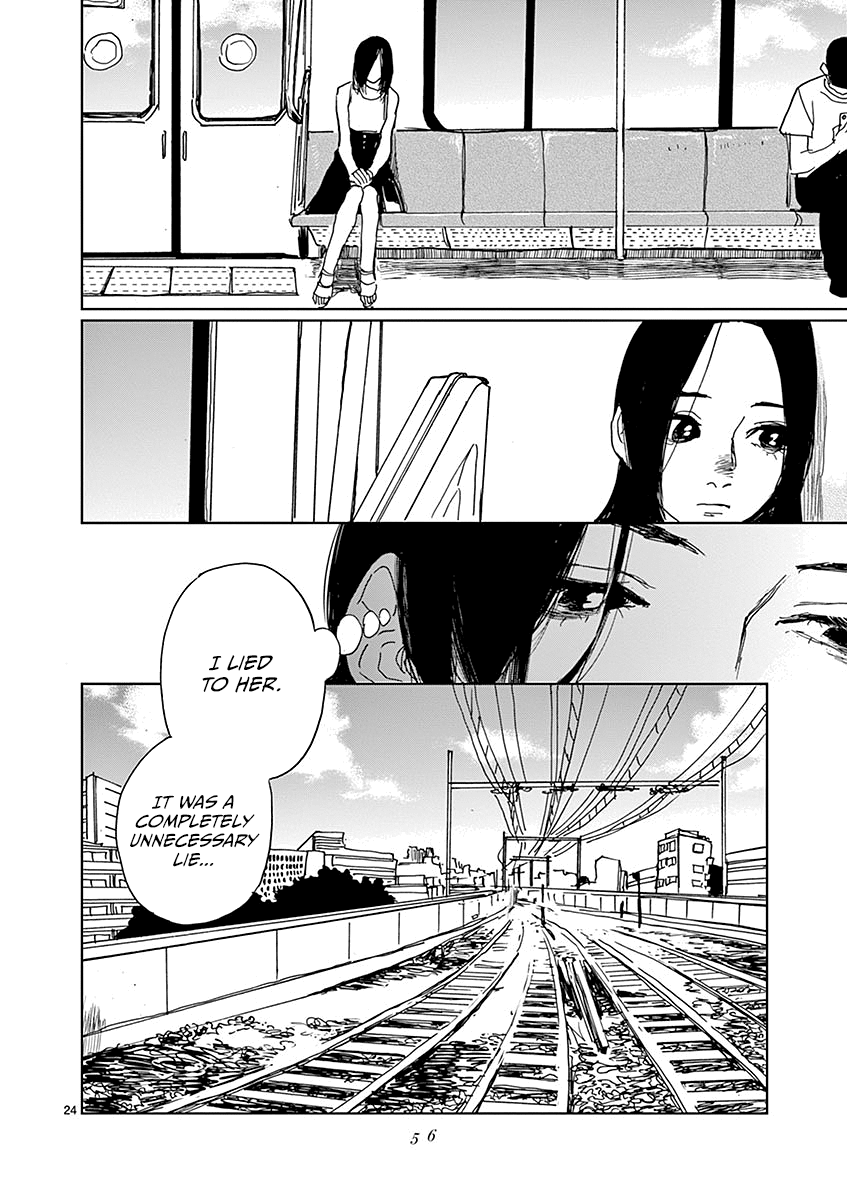 I LIED
TO HER.
IT WAS A
COMPLETELY
UNNECESSARY
LIE...
24
56